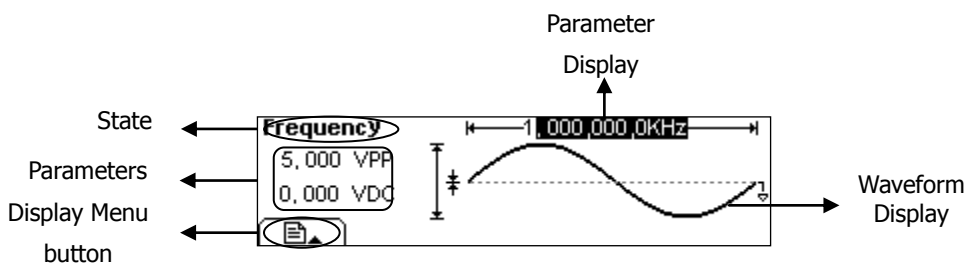 Parameter
Display
State
Frequency
1,000,000,0KHz
Parameters
5,000 VPP
0,000 VDC
Display Menu
button
Waveform
Display